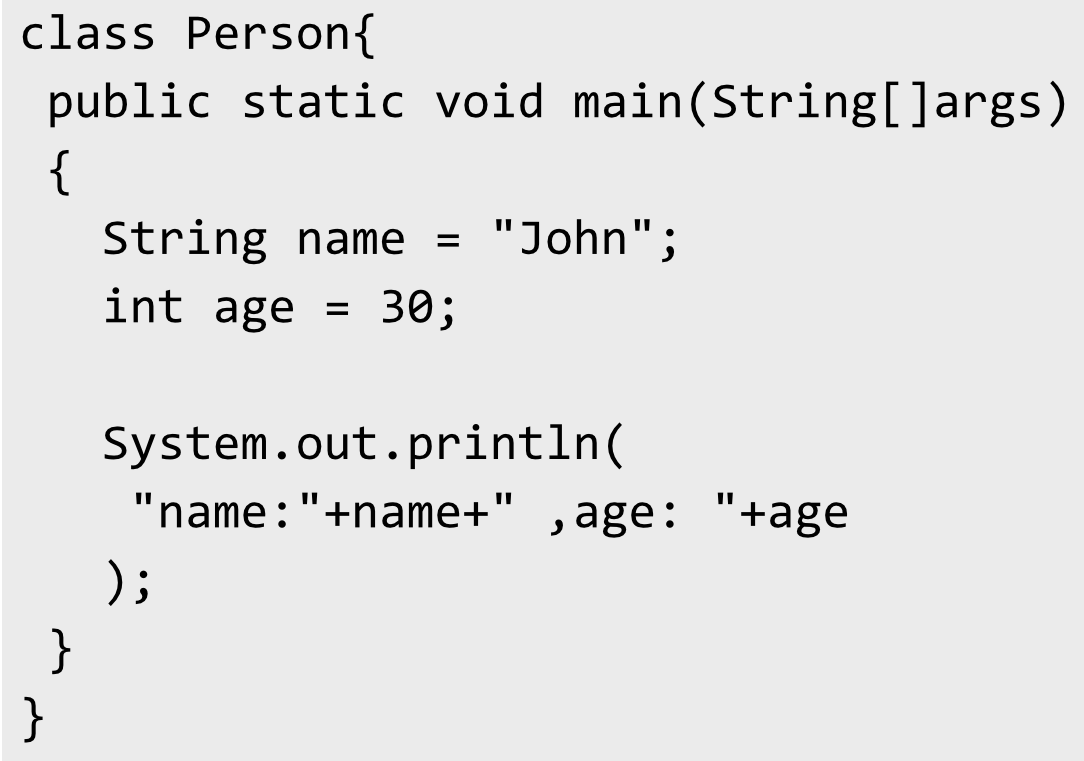 class Person{
 public static void main(String[]args)
 {
   String name = "John";
   int age = 30;

   System.out.println(
    "name:"+name+" ,age: "+age
   );
 }
}